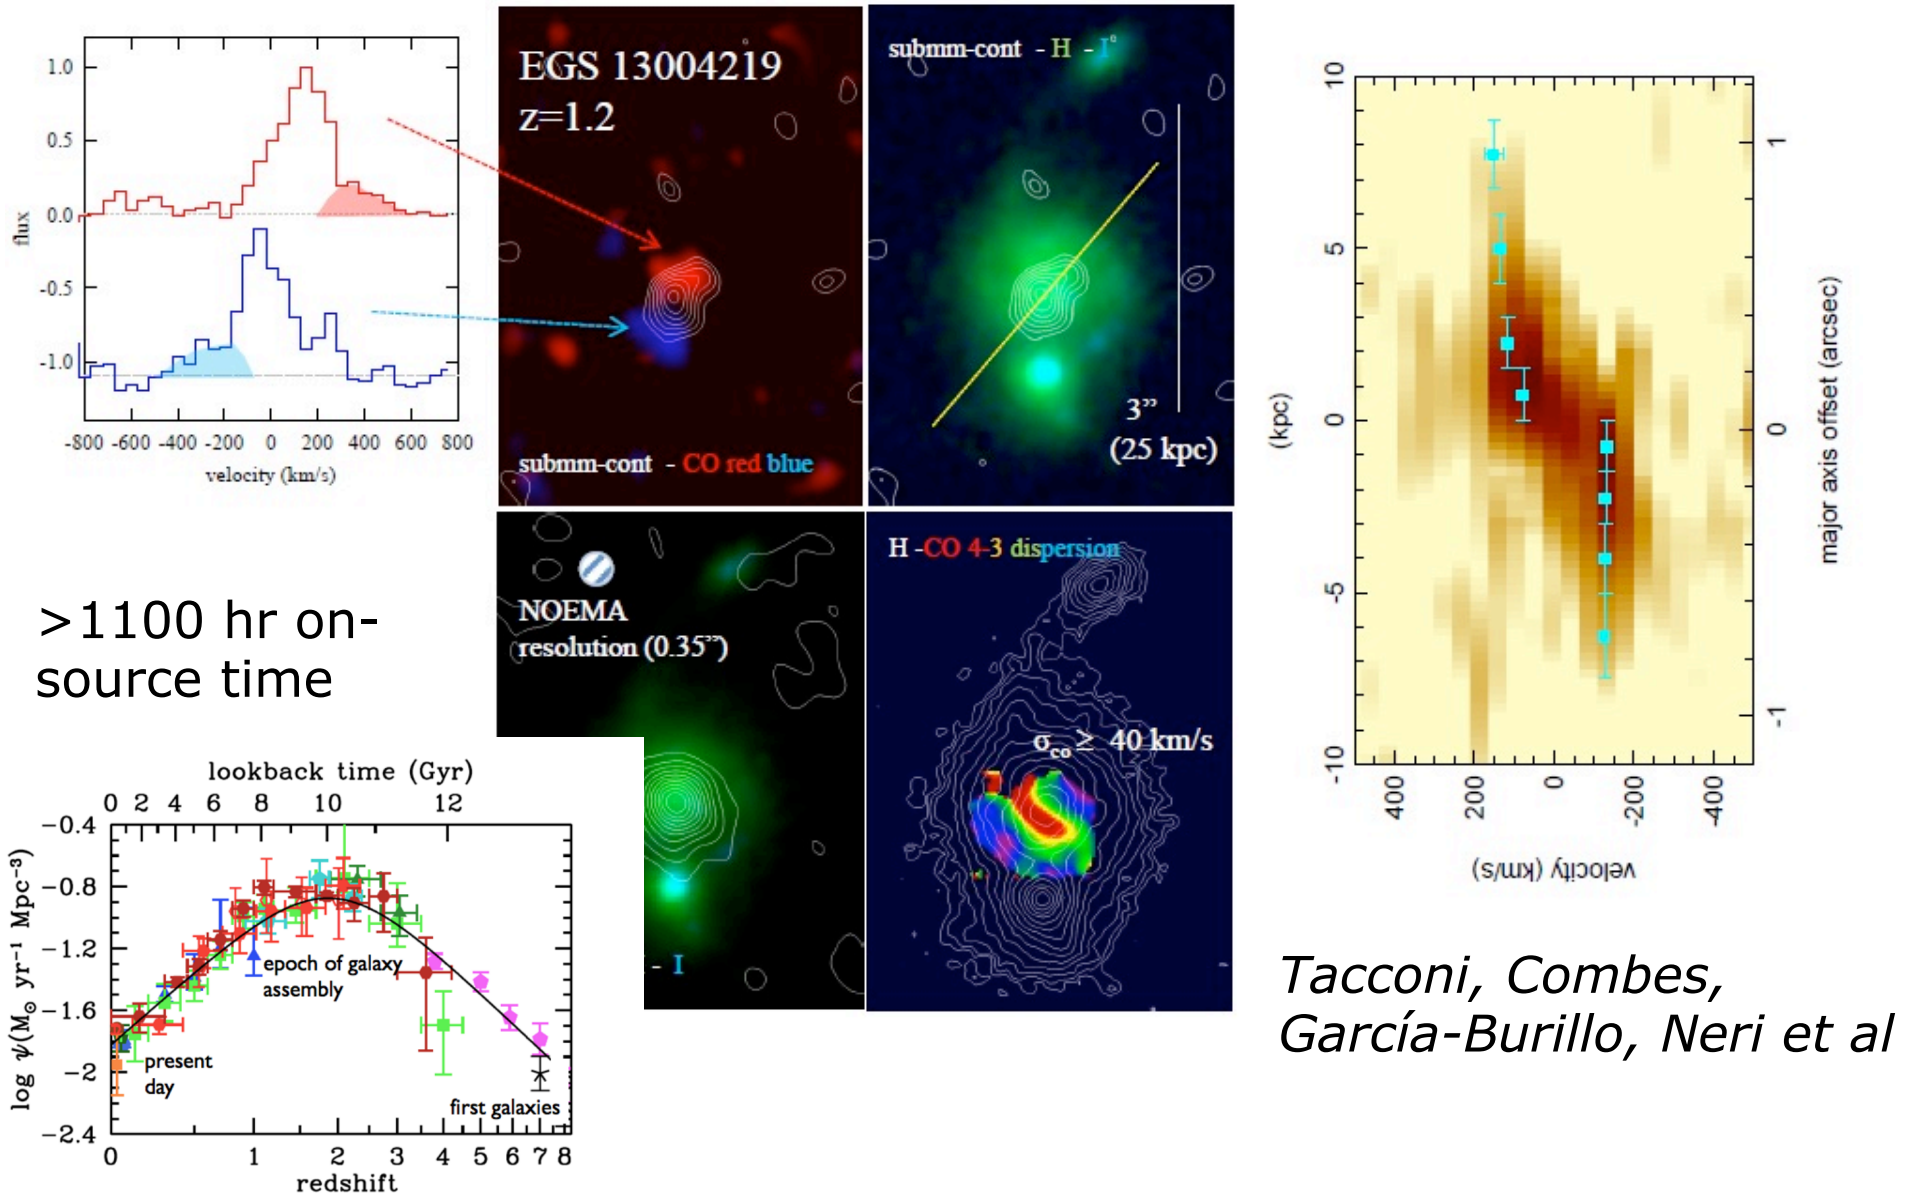 1.0
0.5
0.0
-0.5
-1.0
flux
-800 -600 -400 -200 0 200 400 600 800
velocity (km/s)
EGS 13004219
z=1.2
submm-cont - CO red blue
submm-cont - H - I
3”
(25 kpc)
NOEMA
resolution (0.35”)
- I
H -CO 4-3 dispersion
σco ≥ 40 km/s
10
5
0
-5
-10
(kpc)
1
0
-1
major axis offset (arcsec)
400 200 0 -200 -400
velocity (km/s)
>1100 hr on-
source time
lookback time (Gyr)
0 2 4 6 8 10 12
−0.4
−0.8
−1.2
−1.6
−2
−2.4
log ψ(M⊙ yr−1 Mpc−3)
epoch of galaxy
assembly
present
day
first galaxies
0 1 2 3 4 5 6 7 8
redshift
Tacconi, Combes,
García-Burillo, Neri et al